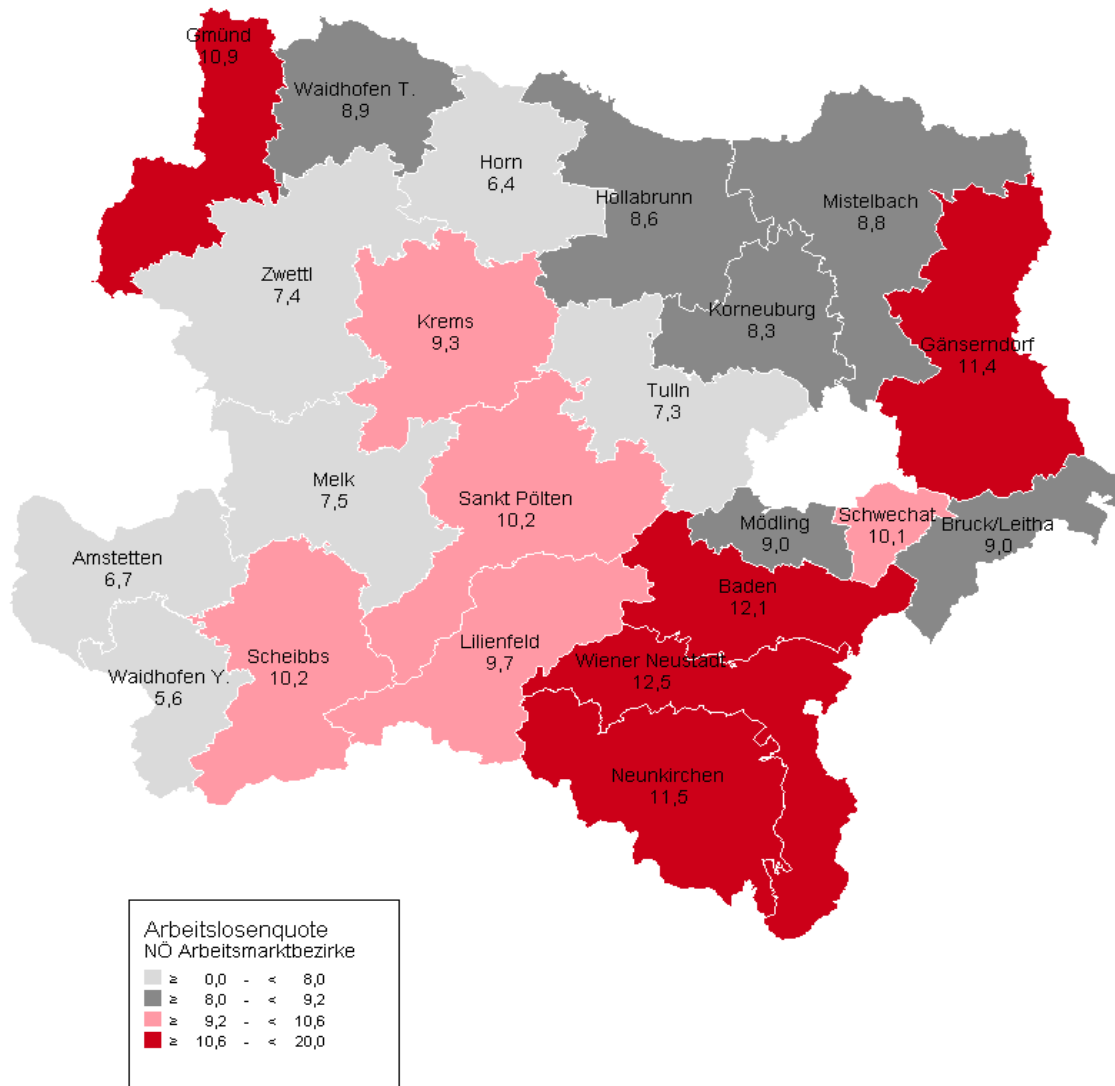 Gmünd
10,9
Waidhofen T.
8,9
Horn
6,4
Hollabrunn
8,6
Mistelbach
8,8
Zwettl
7,4
Krems
9,3
Korneuburg
8,3
Gänserndorf
11,4
Tulln
7,3
Melk
7,5
Sankt Pölten
10,2
Mödling
9,0
Schwechat
10,1
Bruck/Leitha
9,0
Amstetten
6,7
Baden
12,1
Waidhofen Y.
5,6
Scheibbs
10,2
Lilienfeld
9,7
Wiener Neustadt
12,5
Neunkirchen
11,5
Arbeitslosenquote
NÖ Arbeitsmarktbezirke
≥ 0,0 - < 8,0
≥ 8,0 - < 9,2
≥ 9,2 - < 10,6
≥ 10,6 - < 20,0